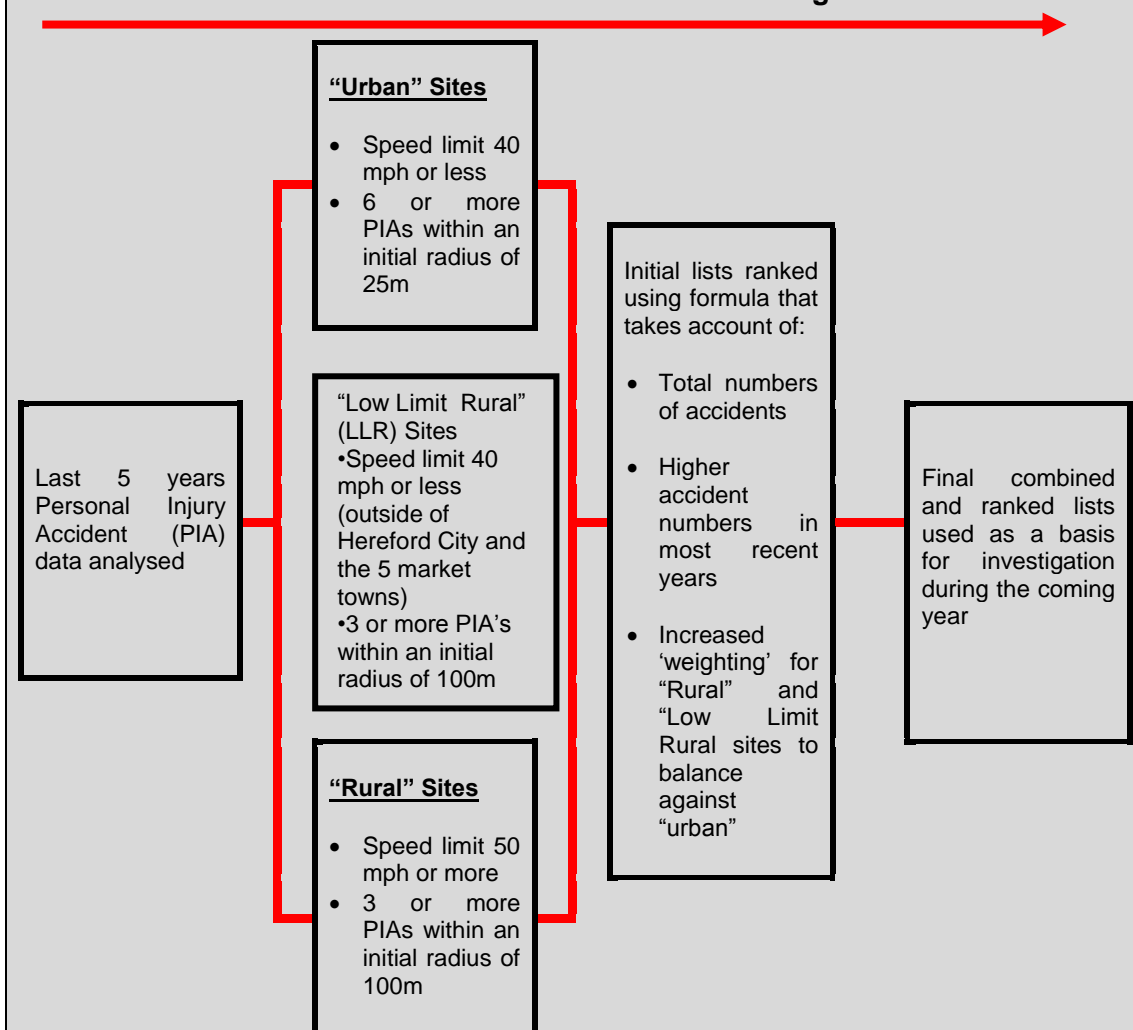 “Urban” Sites
• Speed limit 40
mph or less
• 6 or more
PIAs within an
initial radius of
25m
Last 5 years
Personal Injury
Accident (PIA)
data analysed
“Low Limit Rural”
(LLR) Sites
•Speed limit 40
mph or less
(outside of
Hereford City and
the 5 market
towns)
•3 or more PIA’s
within an initial
radius of 100m
“Rural” Sites
• Speed limit 50
mph or more
• 3 or more
PIAs within an
initial radius of
100m
Initial lists ranked
using formula that
takes account of:
• Total numbers
of accidents
• Higher
accident
numbers in
most recent
years
• Increased
‘weighting’ for
“Rural” and
“Low Limit
Rural sites to
balance
against
“urban”
Final combined
and ranked lists
used as a basis
for investigation
during the coming
year